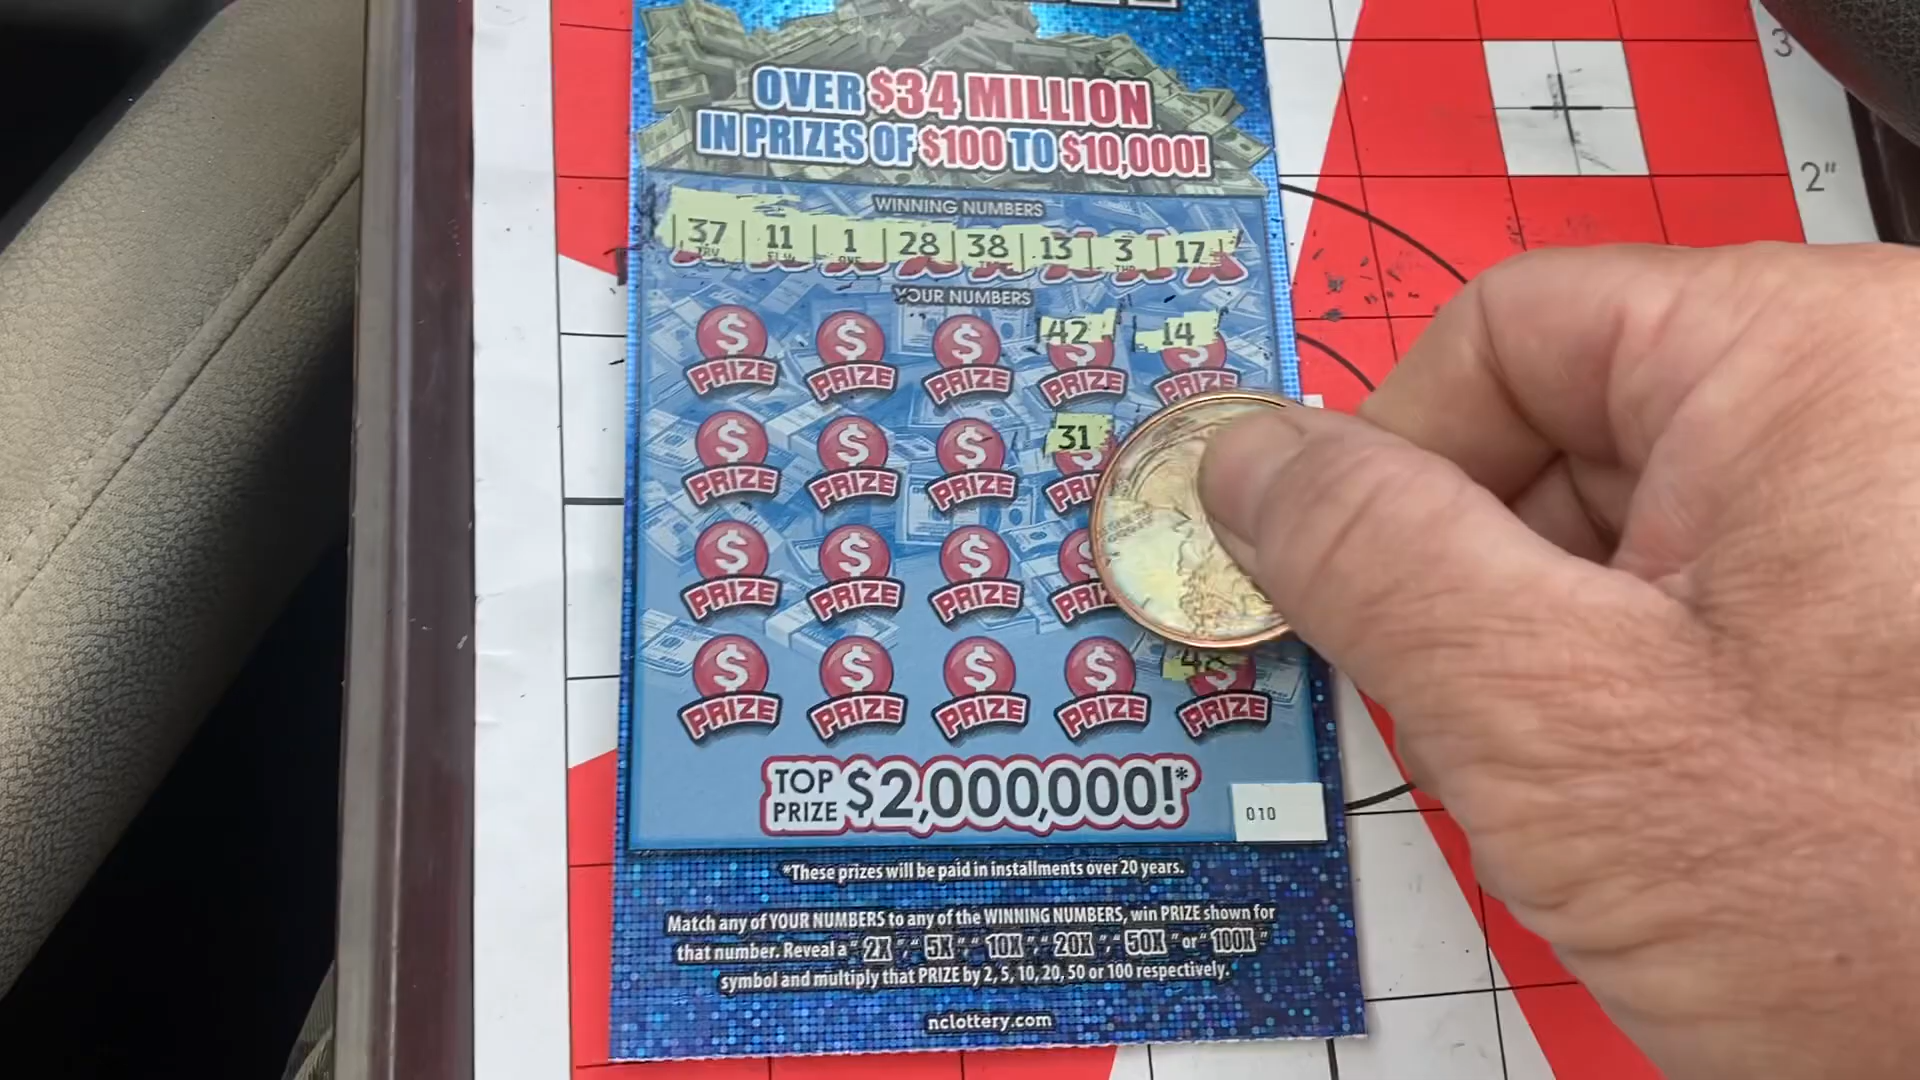 OVER $34 MILLION
IN PRIZES OF $100 TO $10,000!
WINNING NUMBERS
37 11 1 28 38 13 3 17
YOUR NUMBERS
42 14
$ $ $ $ $
PRIZE PRIZE PRIZE PRIZE PRIZE
31
$ $ $
PRIZE PRIZE PRIZE
$ $ $
PRIZE PRIZE PRIZE
$ $ $ $ $
PRIZE PRIZE PRIZE PRIZE PRIZE
TOP PRIZE $2,000,000!*
010
*These prizes will be paid in installments over 20 years.
Match any of YOUR NUMBERS to any of the WINNING NUMBERS, win PRIZE shown for
that number. Reveal a "2X", "5X", "10X", "20X", "50X" or "100X"
symbol and multiply that PRIZE by 2, 5, 10, 20, 50 or 100 respectively.
nclottery.com
3
2"